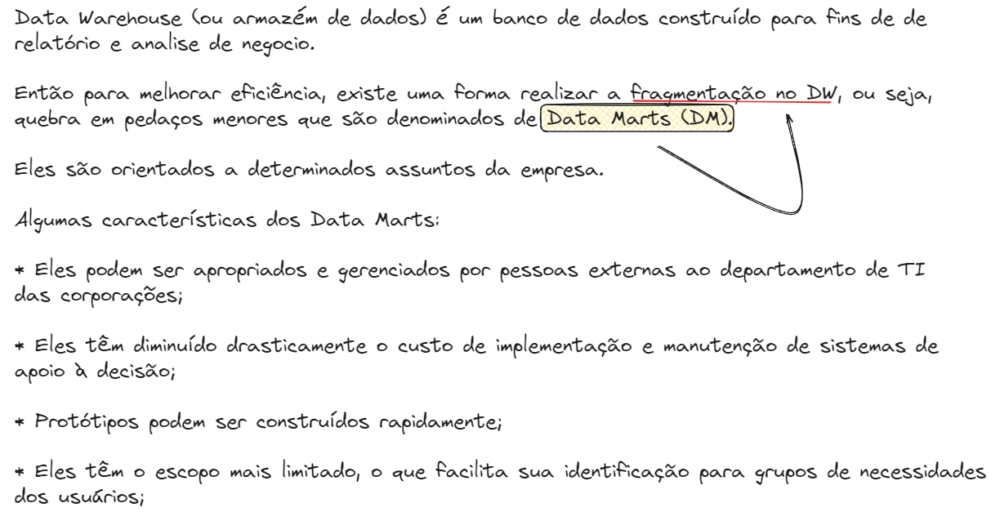 Data Warehouse (ou armazém de dados) é um banco de dados construído para fins de de
relatório e analise de negocio.
Então para melhorar eficiência, existe uma forma realizar a fragmentação no DW, ou seja,
quebra em pedaços menores que são denominados de Data Marts (DM).
Eles são orientados a determinados assuntos da empresa.
Algumas características dos Data Marts:
* Eles podem ser apropriados e gerenciados por pessoas externas ao departamento de TI
das corporações;
* Eles têm diminuído drasticamente o custo de implementação e manutenção de sistemas de
apoio à decisão;
* Protótipos podem ser construídos rapidamente;
* Eles têm o escopo mais limitado, o que facilita sua identificação para grupos de necessidades
dos usuários;